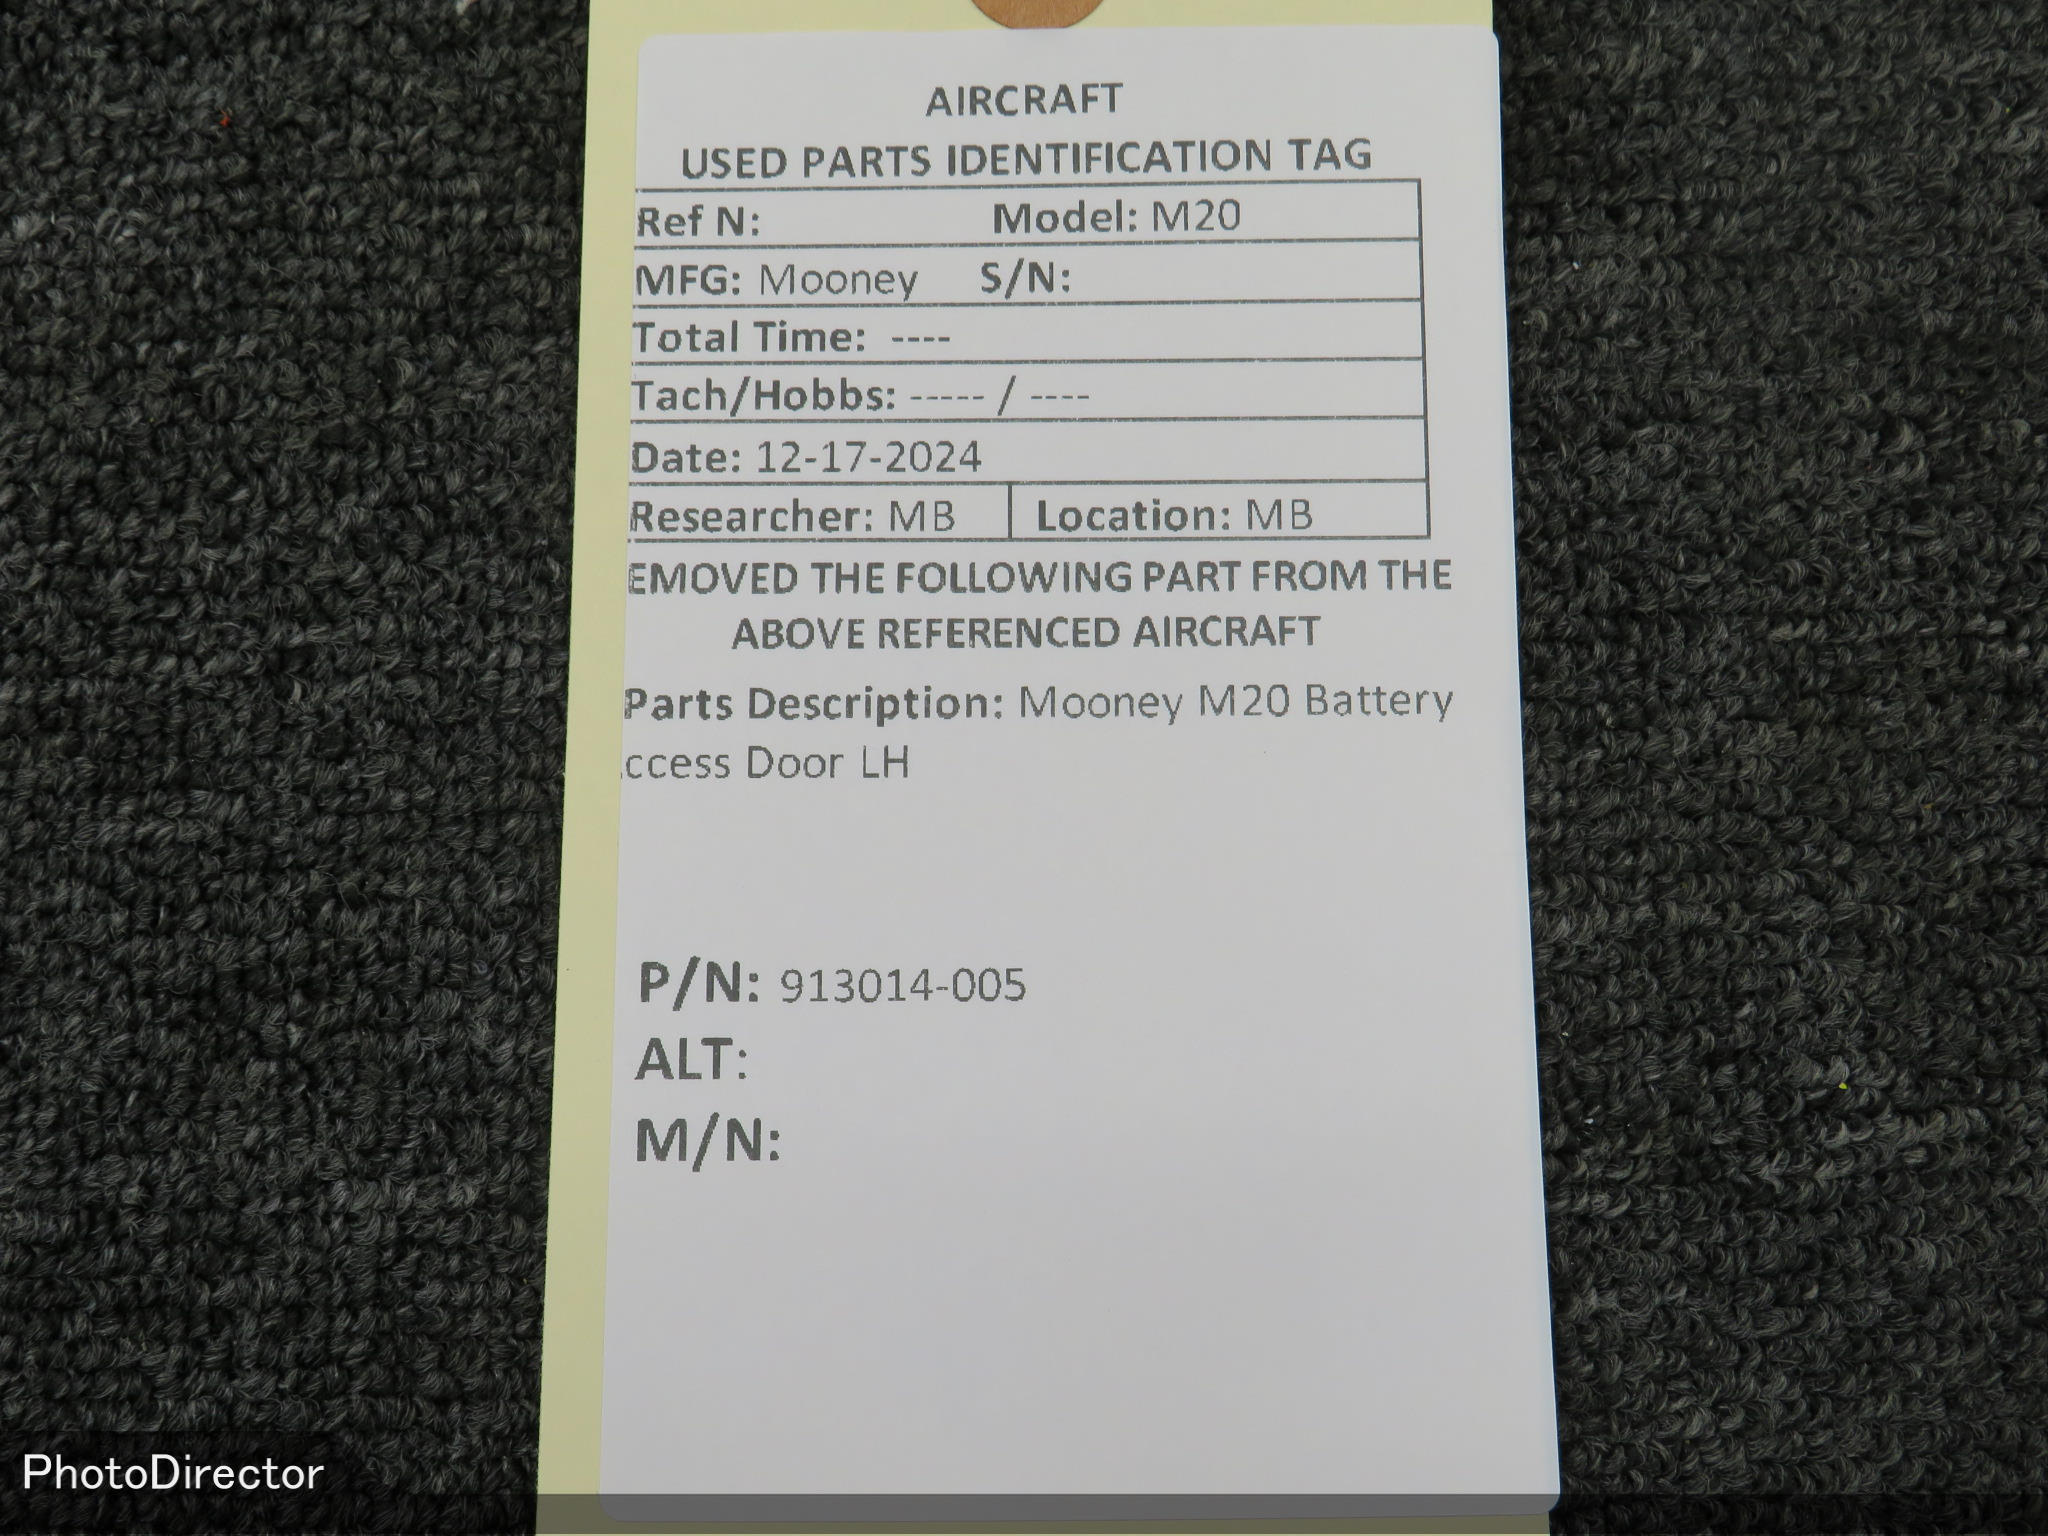 AIRCRAFT
USED PARTS IDENTIFICATION TAG
Ref N: Model: M20
MFG: Mooney S/N:
Total Time: ----
Tach/Hobbs: ----- / ----
Date: 12-17-2024
Researcher: MB Location: MB
EMOVED THE FOLLOWING PART FROM THE
ABOVE REFERENCED AIRCRAFT
Parts Description: Mooney M20 Battery
ccess Door LH
P/N: 913014-005
ALT:
M/N:
PhotoDirector